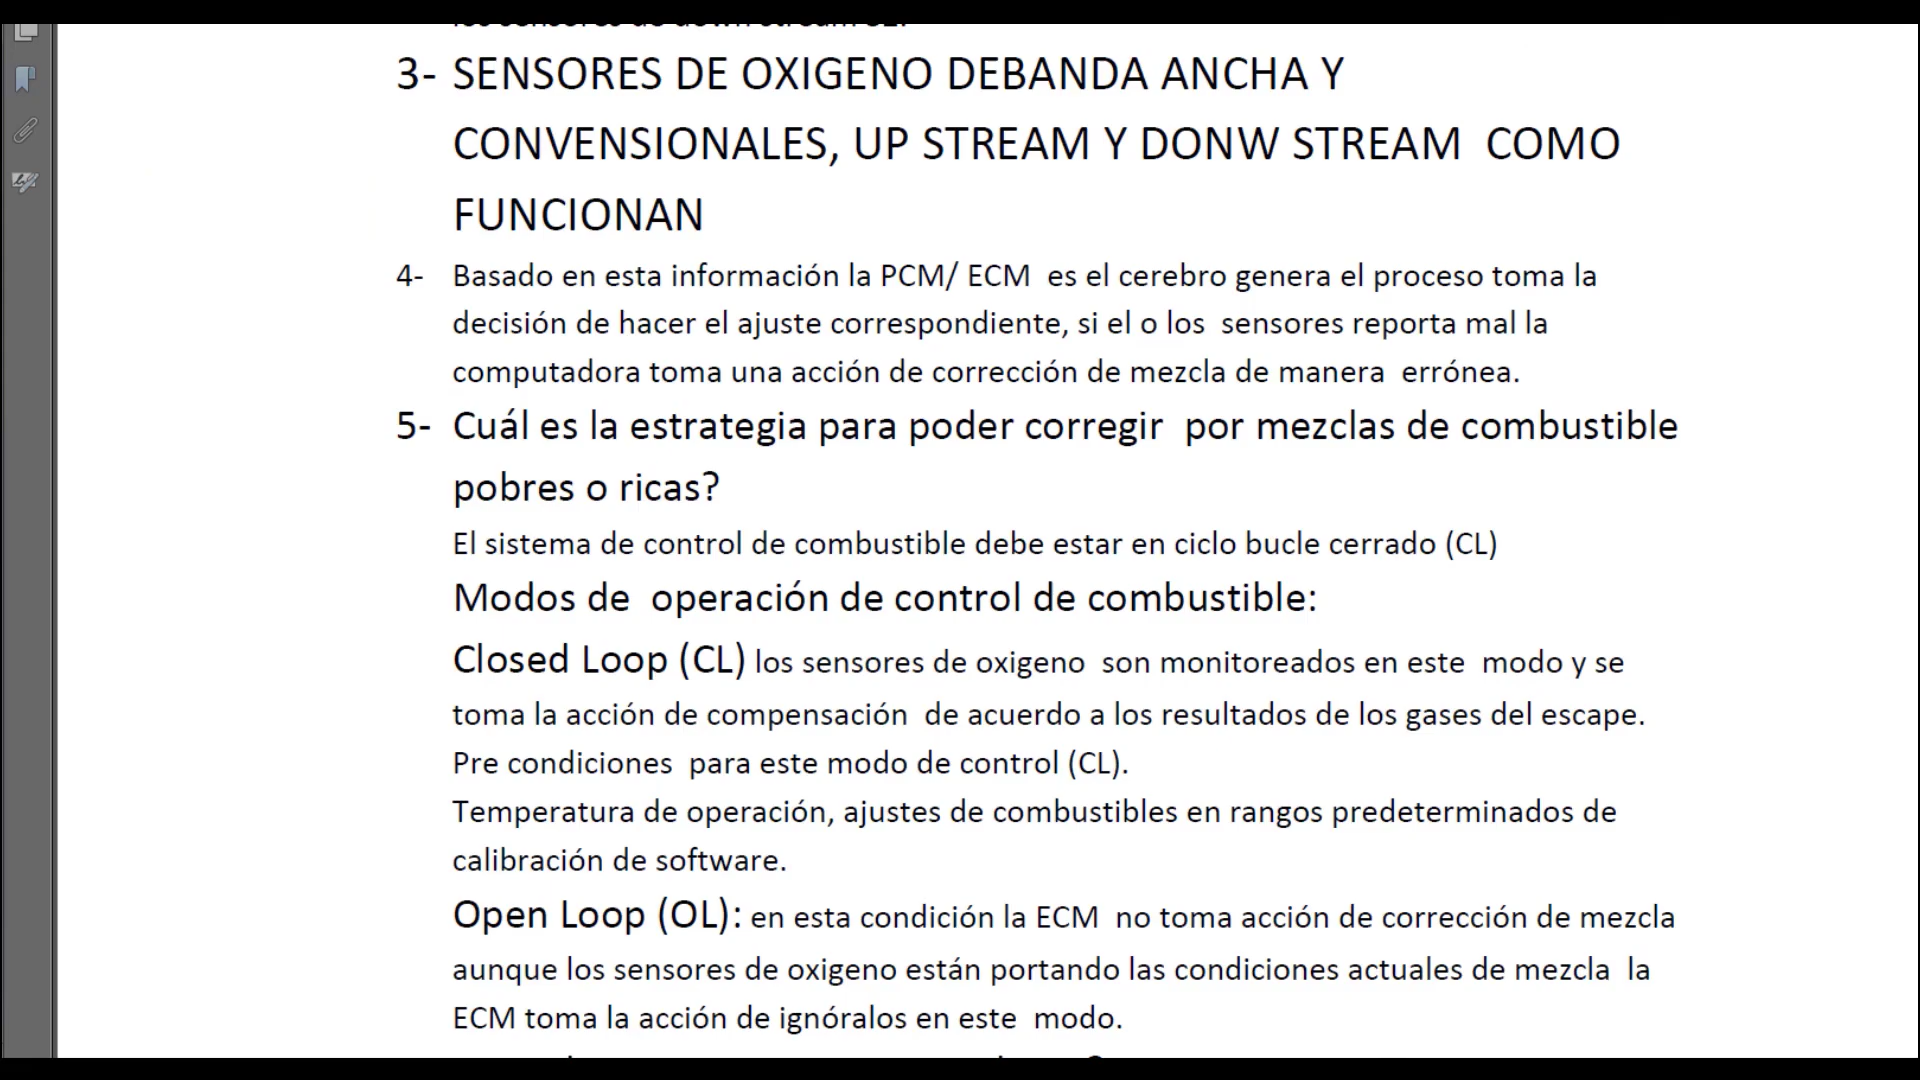 3- SENSORES DE OXIGENO DEBANDA ANCHA Y
CONVENSIONALES, UP STREAM Y DONW STREAM COMO
FUNCIONAN
4- Basado en esta información la PCM/ ECM es el cerebro genera el proceso toma la
decisión de hacer el ajuste correspondiente, si el o los sensores reporta mal la
computadora toma una acción de corrección de mezcla de manera errónea.
5- Cuál es la estrategia para poder corregir por mezclas de combustible
pobres o ricas?
El sistema de control de combustible debe estar en ciclo bucle cerrado (CL)
Modos de operación de control de combustible:
Closed Loop (CL) los sensores de oxigeno son monitoreados en este modo y se
toma la acción de compensación de acuerdo a los resultados de los gases del escape.
Pre condiciones para este modo de control (CL).
Temperatura de operación, ajustes de combustibles en rangos predeterminados de
calibración de software.
Open Loop (OL): en esta condición la ECM no toma acción de corrección de mezcla
aunque los sensores de oxigeno están portando las condiciones actuales de mezcla la
ECM toma la acción de ignóralos en este modo.